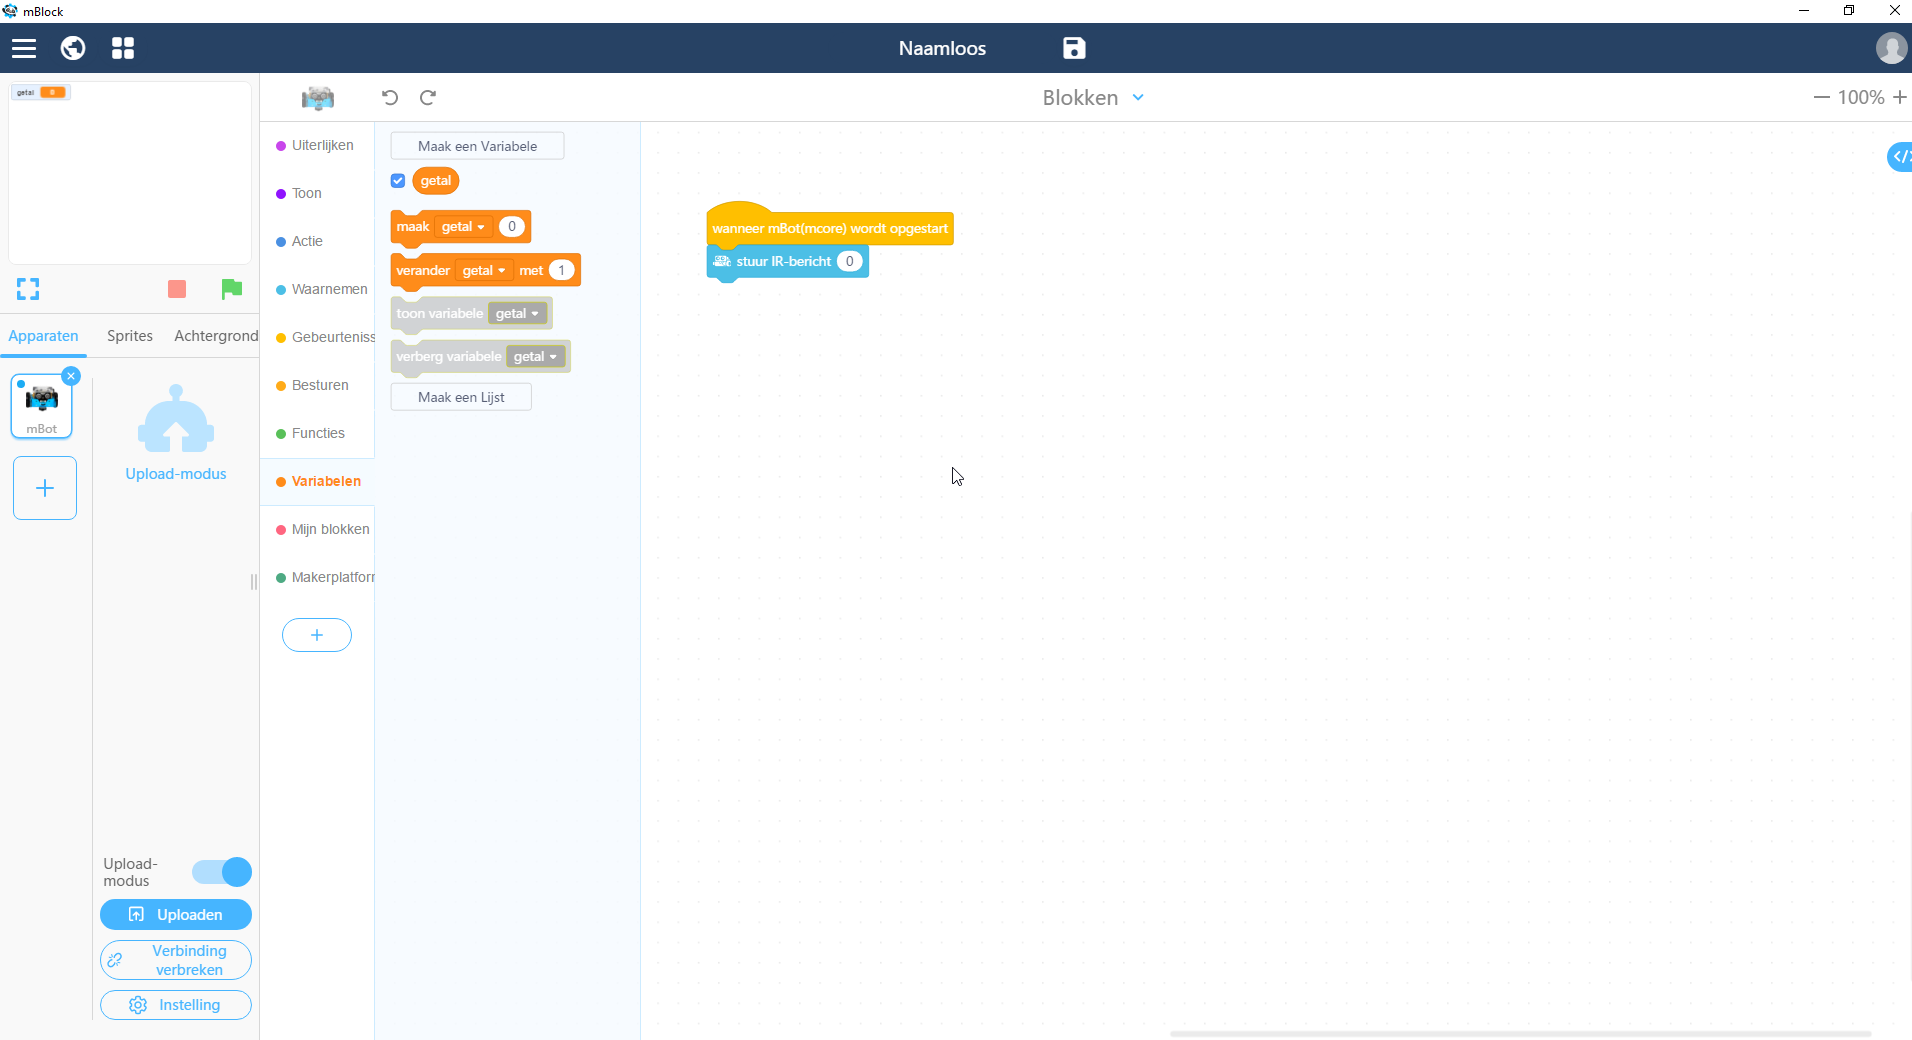 mBlock
Naamloos
getal 0
Blokken
100%
Uiterlijken
Toon
Actie
Waarnemen
Gebeurteniss
Besturen
Functies
Variabelen
Mijn blokken
Makerplatforr
+
Maak een Variabele
getal
maak getal 0
verander getal met 1
toon variabele getal
verberg variabele getal
Maak een Lijst
wanneer mBot(mcore) wordt opgestart
stuur IR-bericht 0
</>
Apparaten
Sprites
Achtergrond
mBot
+
Upload-modus
Upload-
modus
Uploaden
Verbinding
verbreken
Instelling